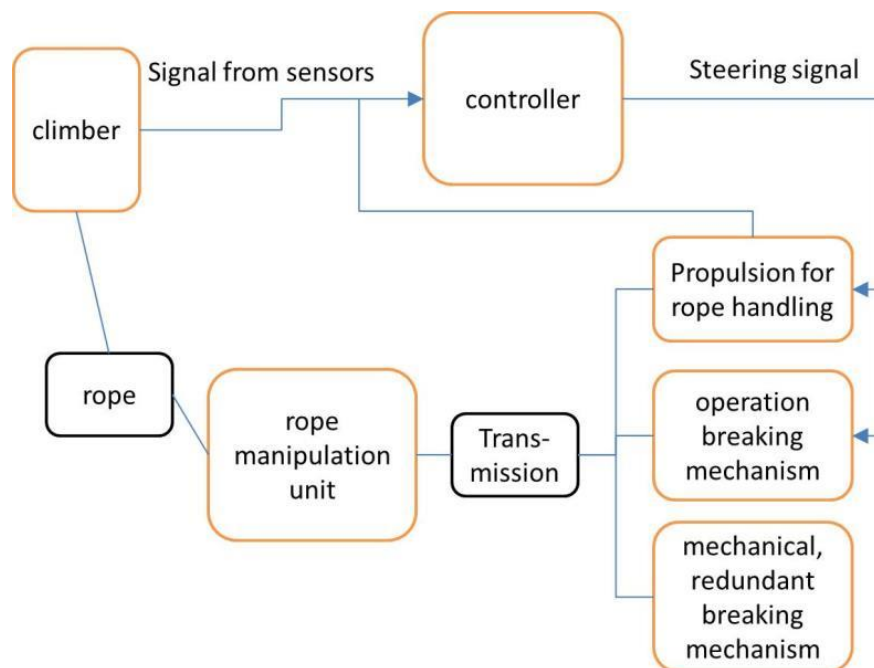 Signal from sensors
Steering signal
climber
controller
Propulsion for
rope handling
rope
rope
manipulation
unit
Trans-
mission
operation
breaking
mechanism
mechanical,
redundant
breaking
mechanism